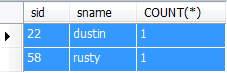 sid sname COUNT(*)
22 dustin 1
58 rusty 1